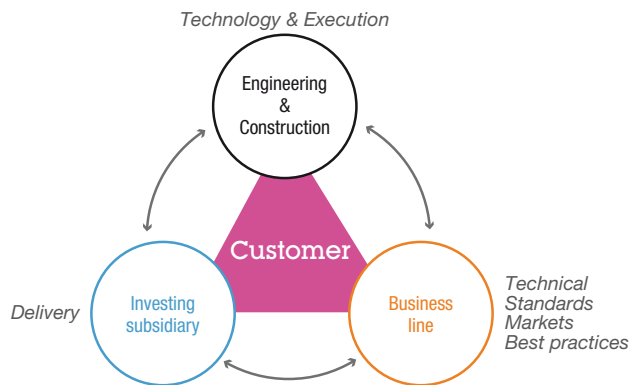 Technology & Execution
Engineering
&
Construction
Customer
Delivery
Investing
subsidiary
Business
line
Technical
Standards
Markets
Best practices